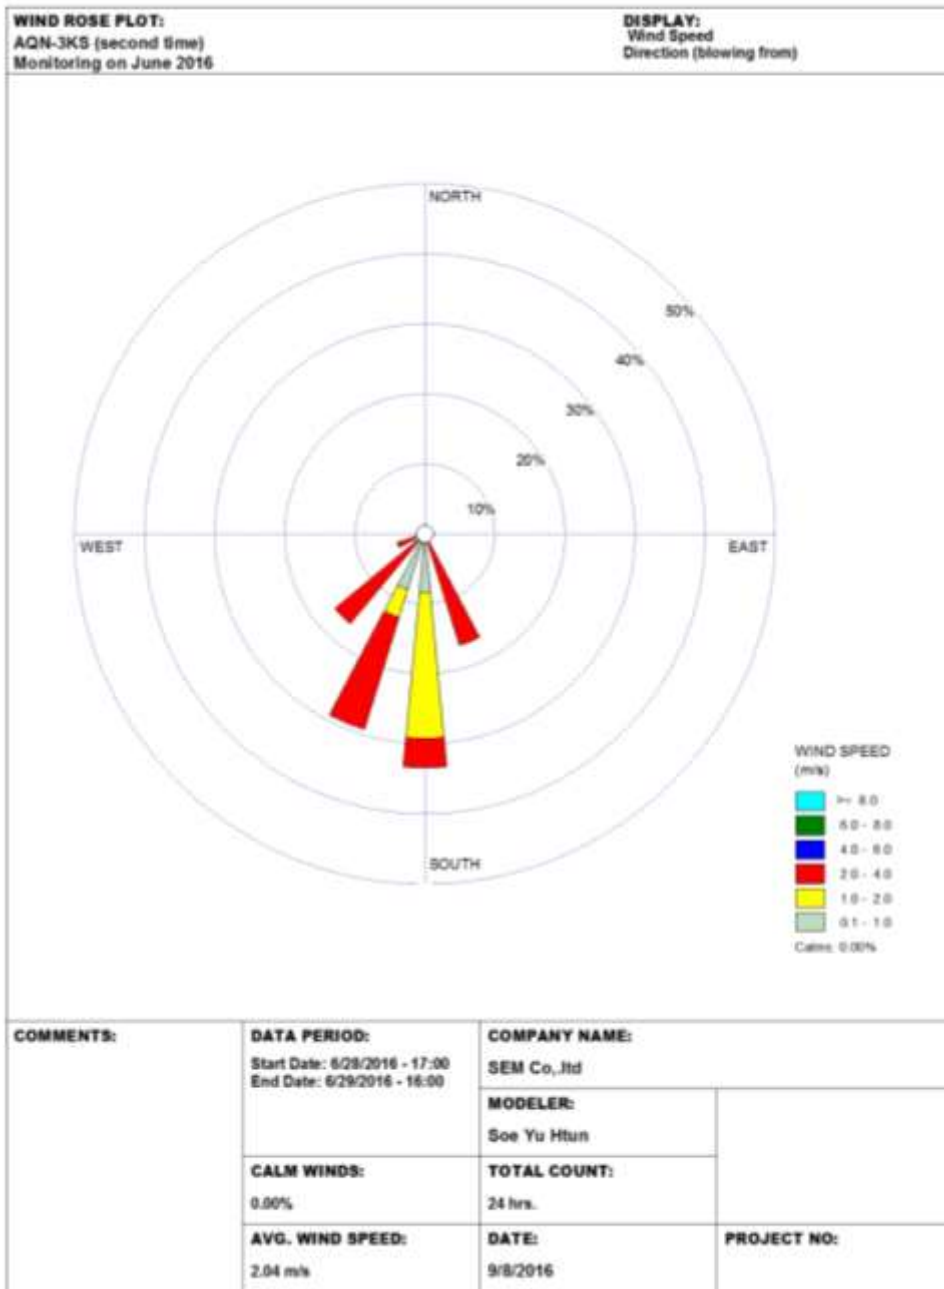 WIND ROSE PLOT:
AQN-3KS (second time)
Monitoring on June 2016
DISPLAY:
Wind Speed
Direction (blowing from)
NORTH
50%
40%
30%
20%
10%
WEST
EAST
SOUTH
WIND SPEED
(m/s)
>= 8.0
6.0 - 8.0
4.0 - 6.0
2.0 - 4.0
1.0 - 2.0
0.1 - 1.0
Calms: 0.00%
COMMENTS:
DATA PERIOD:
Start Date: 6/28/2016 - 17:00
End Date: 6/29/2016 - 16:00
COMPANY NAME:
SEM Co,.ltd
MODELER:
Soe Yu Htun
CALM WINDS:
0.00%
TOTAL COUNT:
24 hrs.
AVG. WIND SPEED:
2.04 m/s
DATE:
9/8/2016
PROJECT NO: